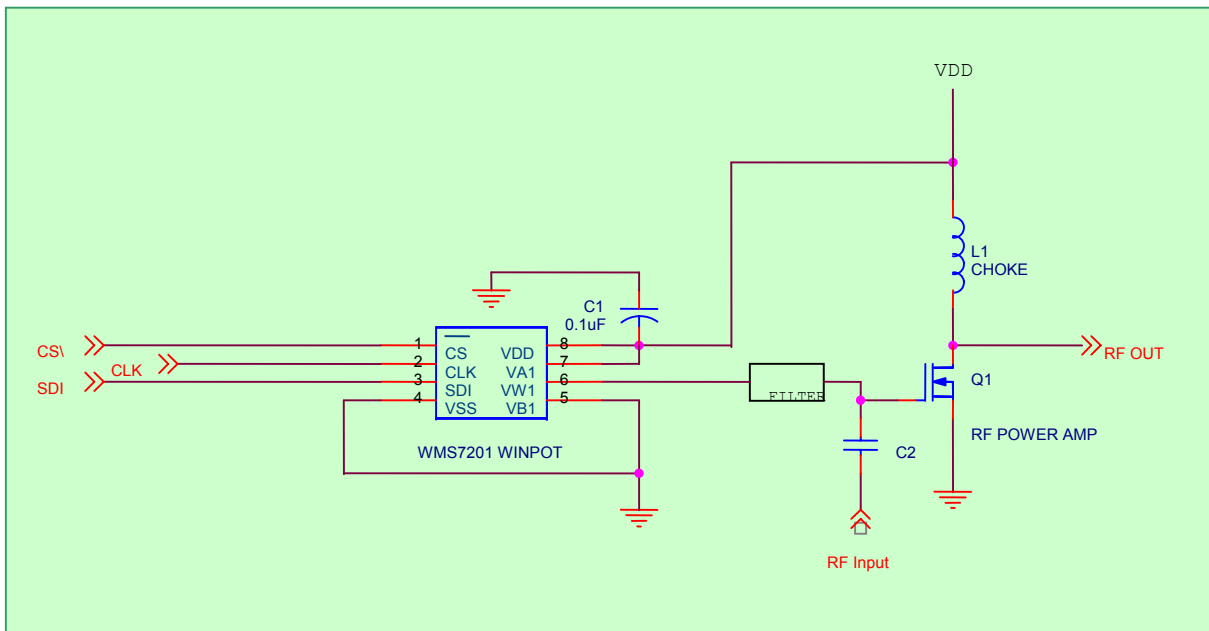 VDD
L1
CHOKE
C1
0.1uF
CS\
CLK
SDI
1
2
3
4
CS
CLK
SDI
VSS
VDD
VA1
VW1
VB1
8
7
6
5
RF OUT
FILTER
Q1
RF POWER AMP
WMS7201 WINPOT
C2
RF Input